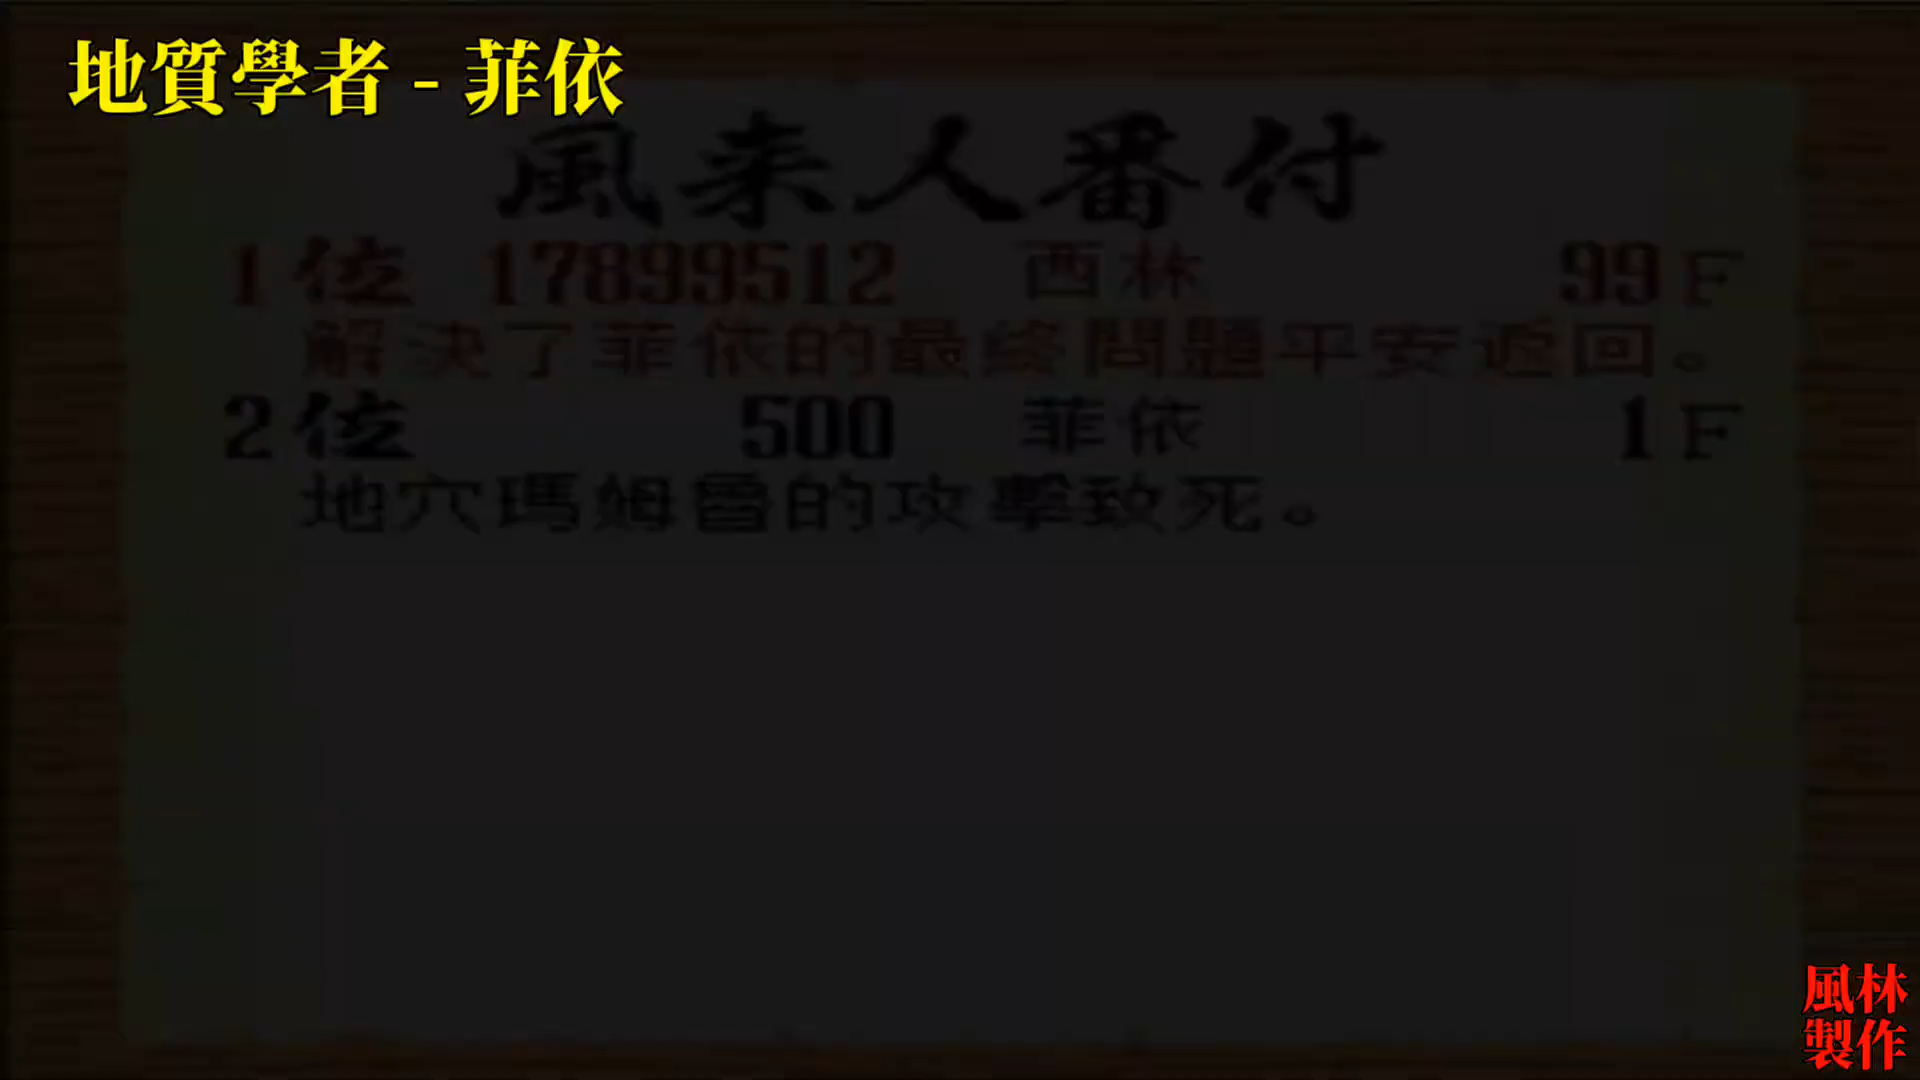 地質學者 - 菲依
風来人番付
1位 17899512 西林 99F
解決了菲依的最終問題平安返回。
2位 500 菲依 1F
地穴瑪姆魯的攻擊致死。
風林
製作